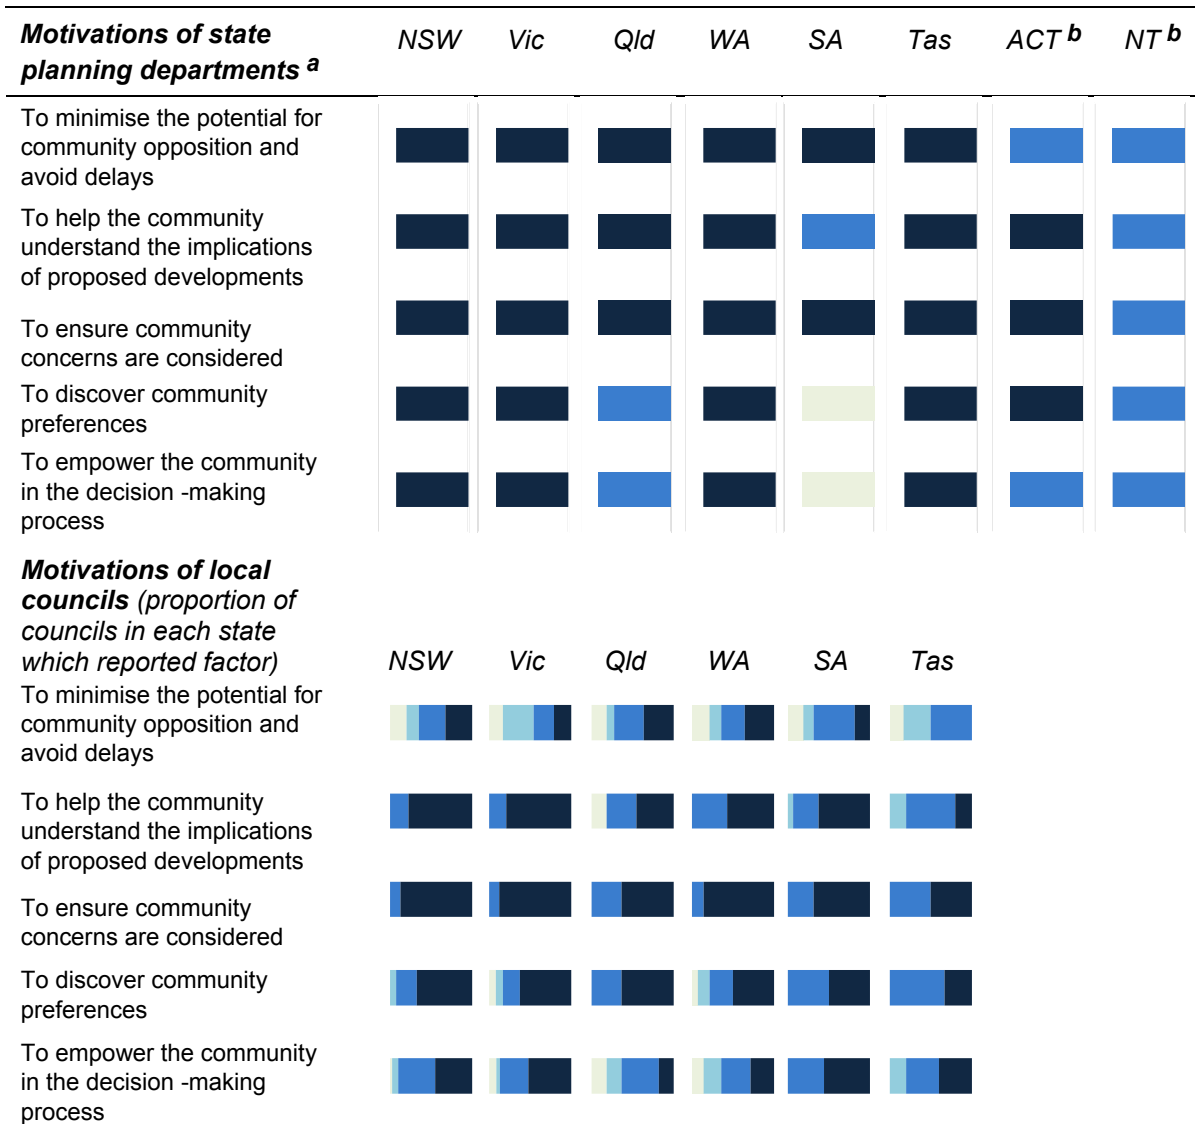 Motivations of state planning departments a NSW Vic Qld WA SA Tas ACT b NT b
To minimise the potential for
community opposition and
avoid delays
To help the community
understand the implications
of proposed developments
To ensure community
concerns are considered
To discover community
preferences
To empower the community
in the decision -making
process
Motivations of local
councils (proportion of
councils in each state
which reported factor) NSW Vic Qld WA SA Tas
To minimise the potential for
community opposition and
avoid delays
To help the community
understand the implications
of proposed developments
To ensure community
concerns are considered
To discover community
preferences
To empower the community
in the decision -making
process